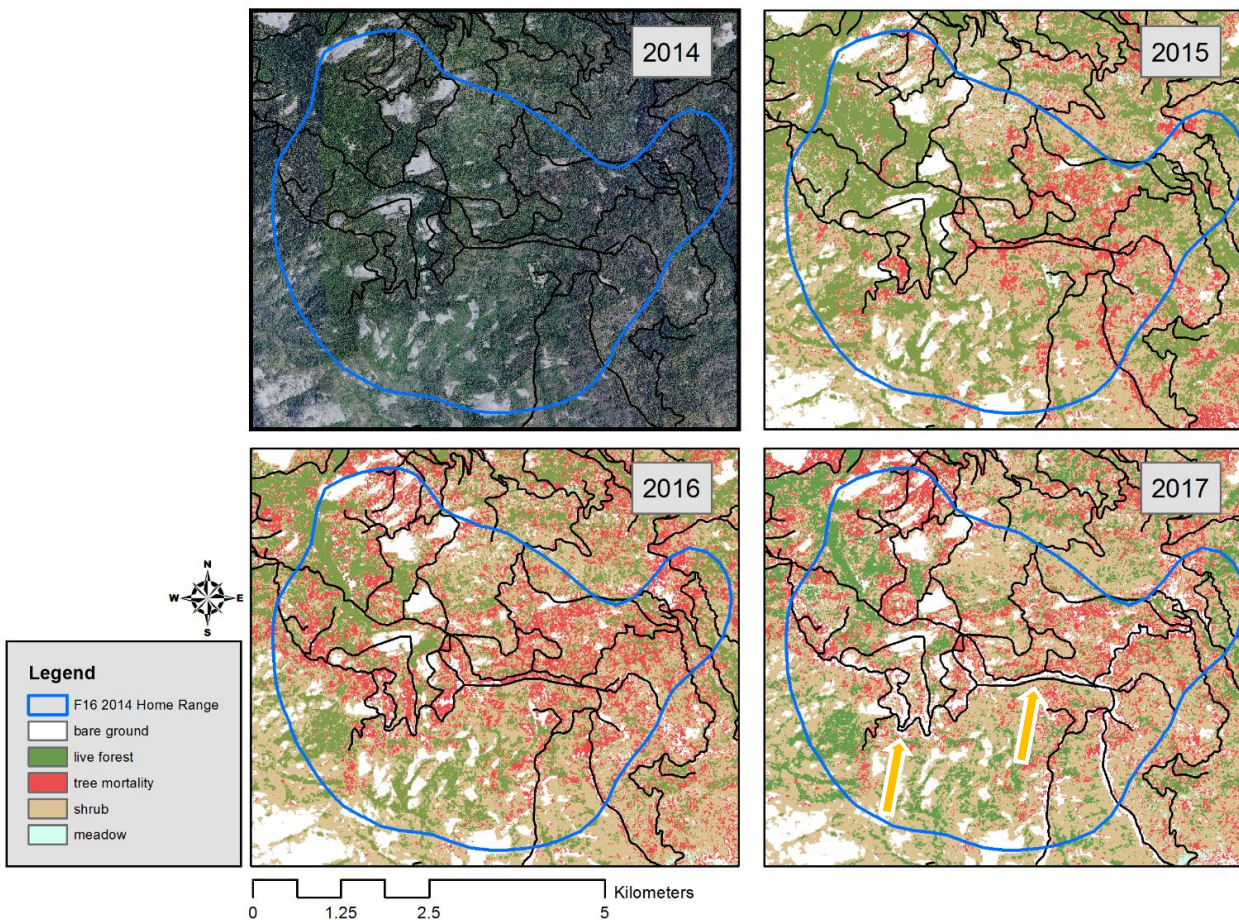 2014
2015
2016
2017
N
W E
S
Legend
F16 2014 Home Range
bare ground
live forest
tree mortality
shrub
meadow
Kilometers
0 1.25 2.5 5